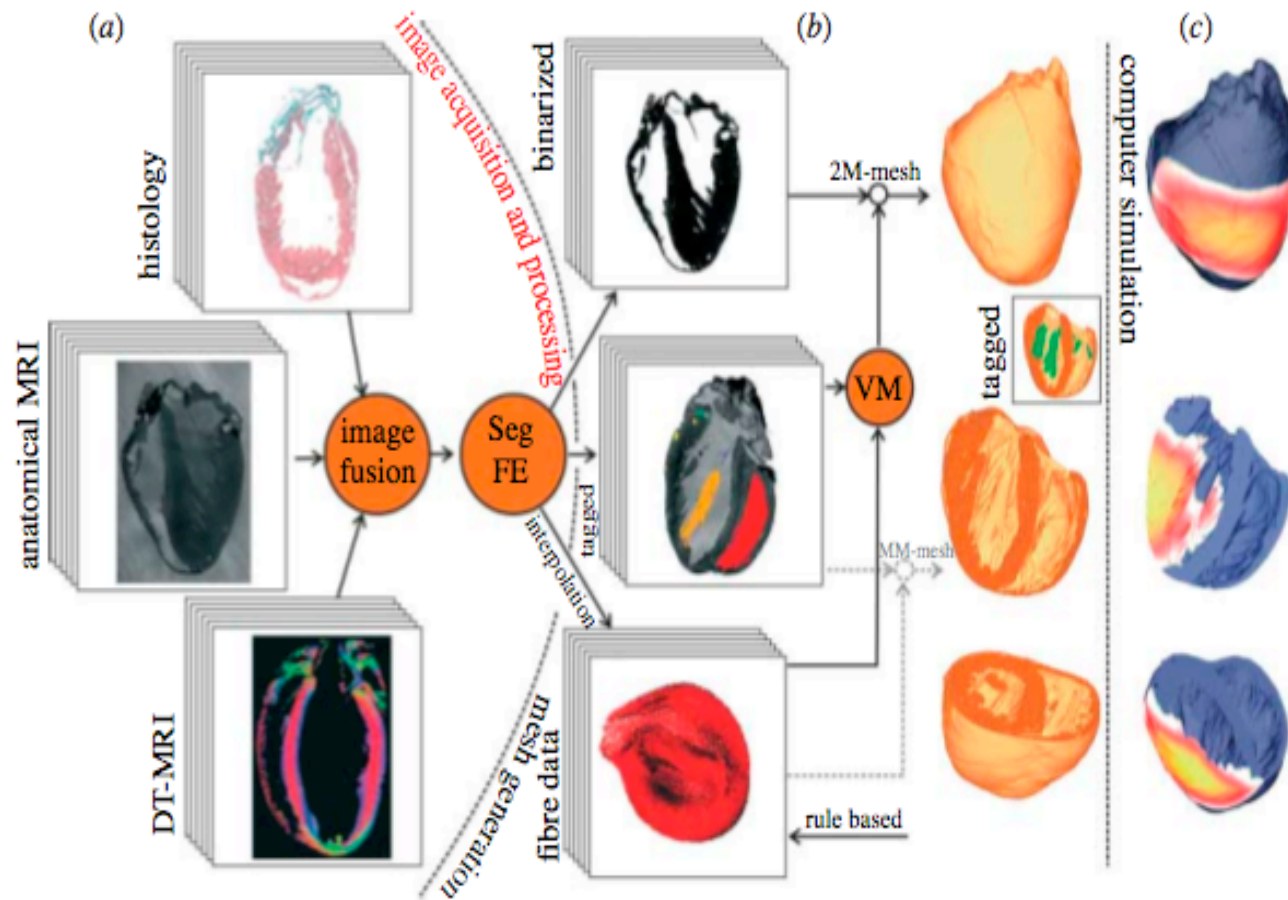 (a)
(b)
(c)
histology
anatomical MRI
DT-MRI
image
fusion
Seg
FE
image acquisition and processing
mesh generation
binarized
tagged
interpolation
fibre data
VM
2M-mesh
MM-mesh
rule based
tagged
computer simulation